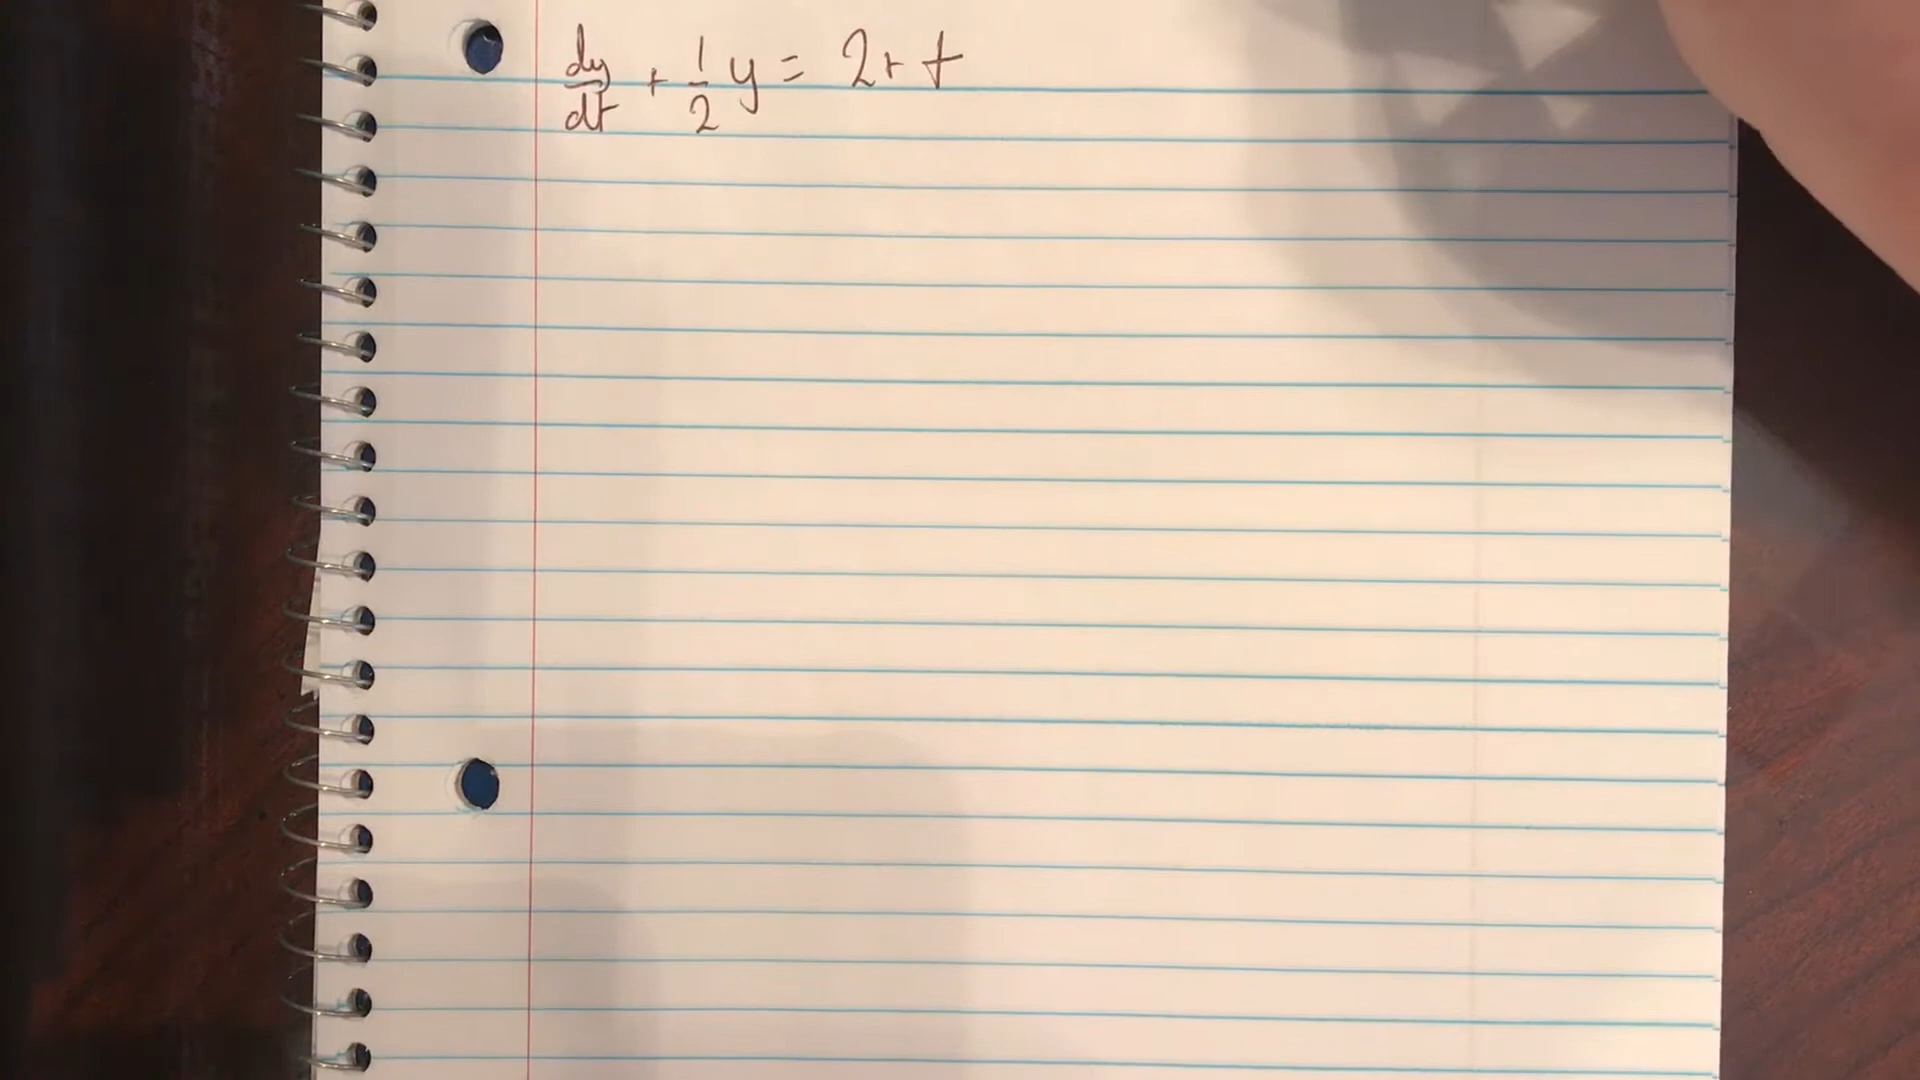 dy/dt + 1/2 y = 2 + t